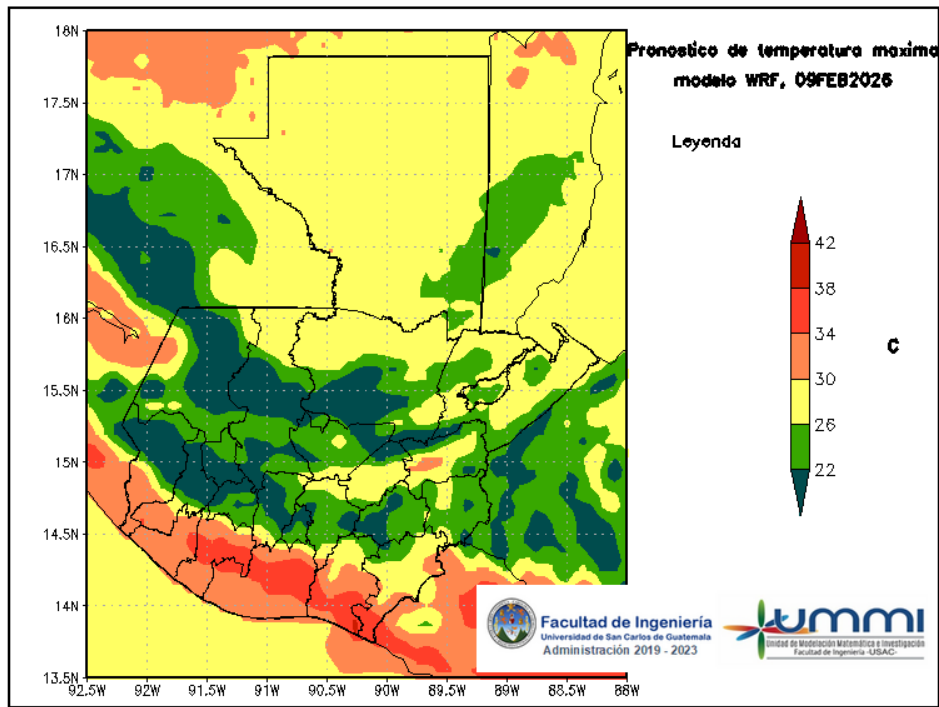 Pronostico de temperatura maxima
modelo WRF, 09FEB2026
Leyenda
42
38
34
30
26
22
C
18N
17.5N
17N
16.5N
16N
15.5N
15N
14.5N
14N
13.5N
92.5W
92W
91.5W
91W
90.5W
90W
89.5W
89W
88.5W
88W
Facultad de Ingeniería
Universidad de San Carlos de Guatemala
Administración 2019 - 2023
UMMI
Unidad de Modelación Matemática e Investigación
Facultad de Ingeniería -USAC-